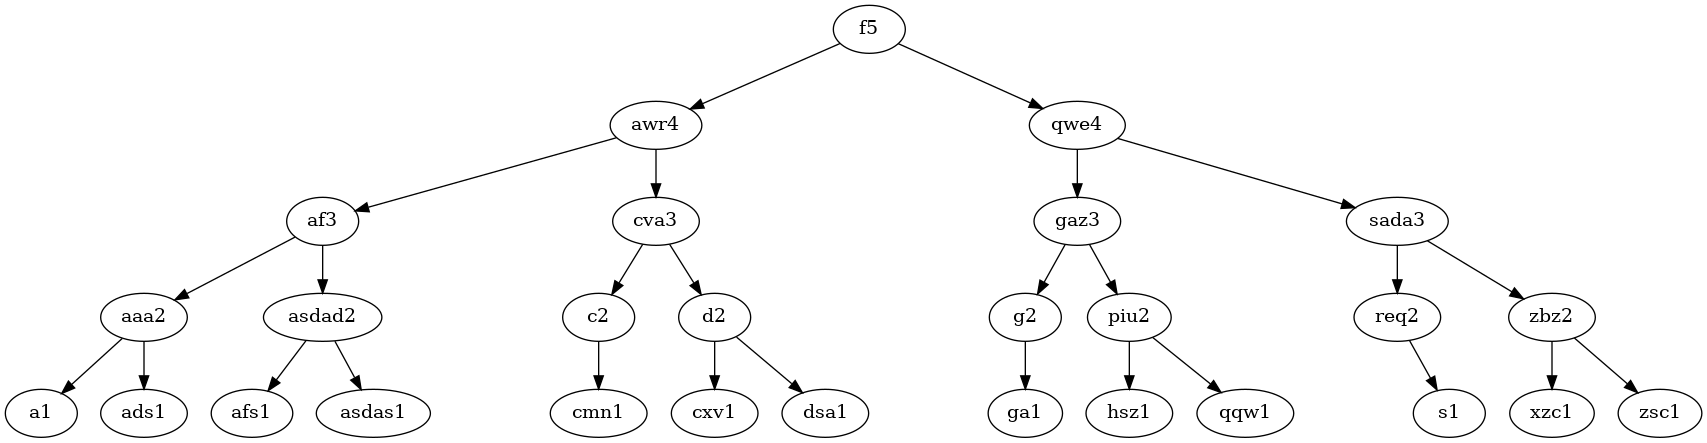 f5
awr4
qwe4
af3
cva3
gaz3
sada3
aaa2
asdad2
c2
d2
g2
piu2
req2
zbz2
a1
ads1
afs1
asdas1
cmn1
cxv1
dsa1
ga1
hsz1
qqw1
s1
xzc1
zsc1